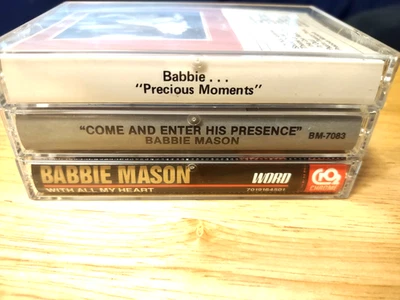 Babbie . . .
"Precious Moments"
"COME AND ENTER HIS PRESENCE"
BM-7083
BABBIE MASON
BABBIE MASON
WITH ALL MY HEART
WORD
7019184501